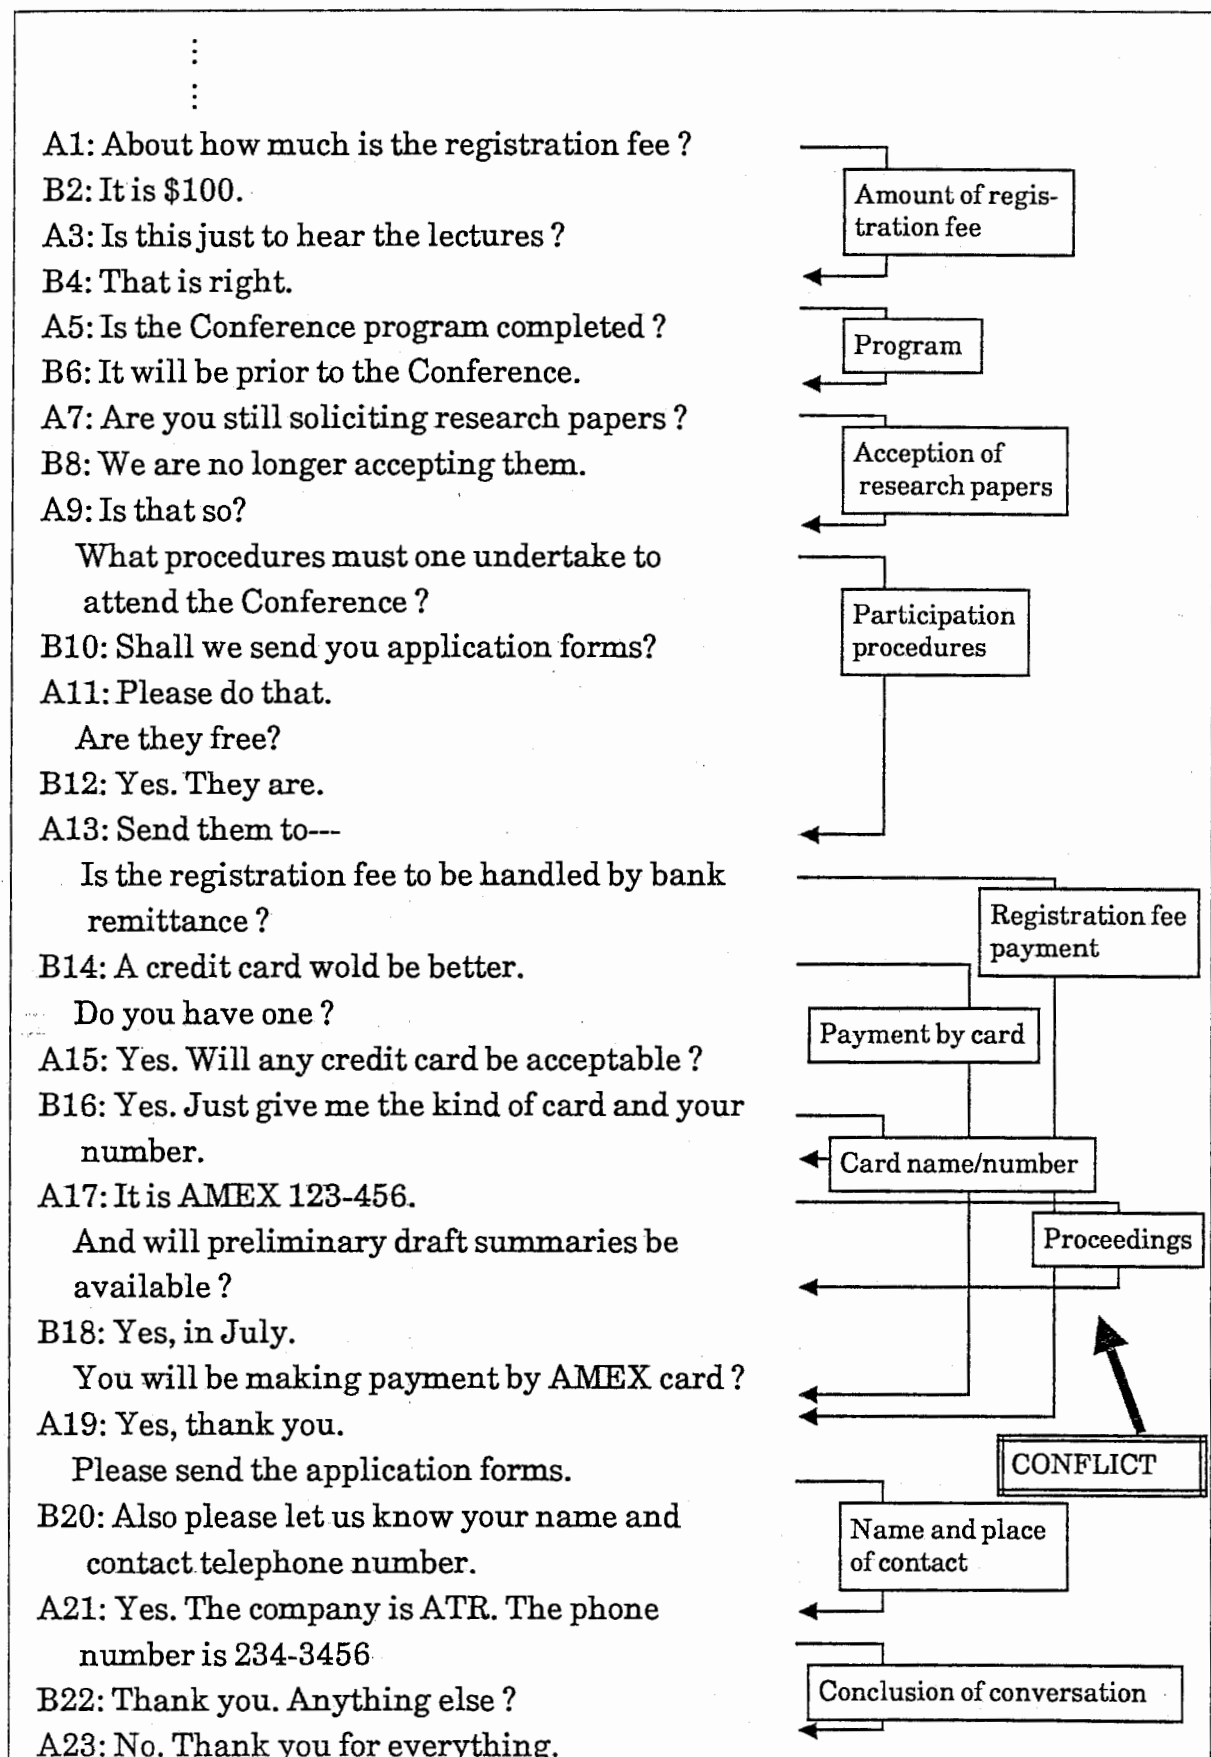 ⋮
⋮
A1: About how much is the registration fee ?
B2: It is $100.
Amount of regis-
tration fee
A3: Is this just to hear the lectures ?
B4: That is right.
A5: Is the Conference program completed ?
Program
B6: It will be prior to the Conference.
A7: Are you still soliciting research papers ?
B8: We are no longer accepting them.
Acception of
research papers
A9: Is that so?
What procedures must one undertake to
attend the Conference ?
Participation
procedures
B10: Shall we send you application forms?
A11: Please do that.
Are they free?
B12: Yes. They are.
A13: Send them to---
Is the registration fee to be handled by bank
remittance ?
Registration fee
payment
B14: A credit card wold be better.
Do you have one ?
Payment by card
A15: Yes. Will any credit card be acceptable ?
B16: Yes. Just give me the kind of card and your
number.
Card name/number
A17: It is AMEX 123-456.
And will preliminary draft summaries be
available ?
Proceedings
B18: Yes, in July.
You will be making payment by AMEX card ?
A19: Yes, thank you.
Please send the application forms.
CONFLICT
B20: Also please let us know your name and
contact telephone number.
Name and place
of contact
A21: Yes. The company is ATR. The phone
number is 234-3456
B22: Thank you. Anything else ?
Conclusion of conversation
A23: No. Thank you for everything.